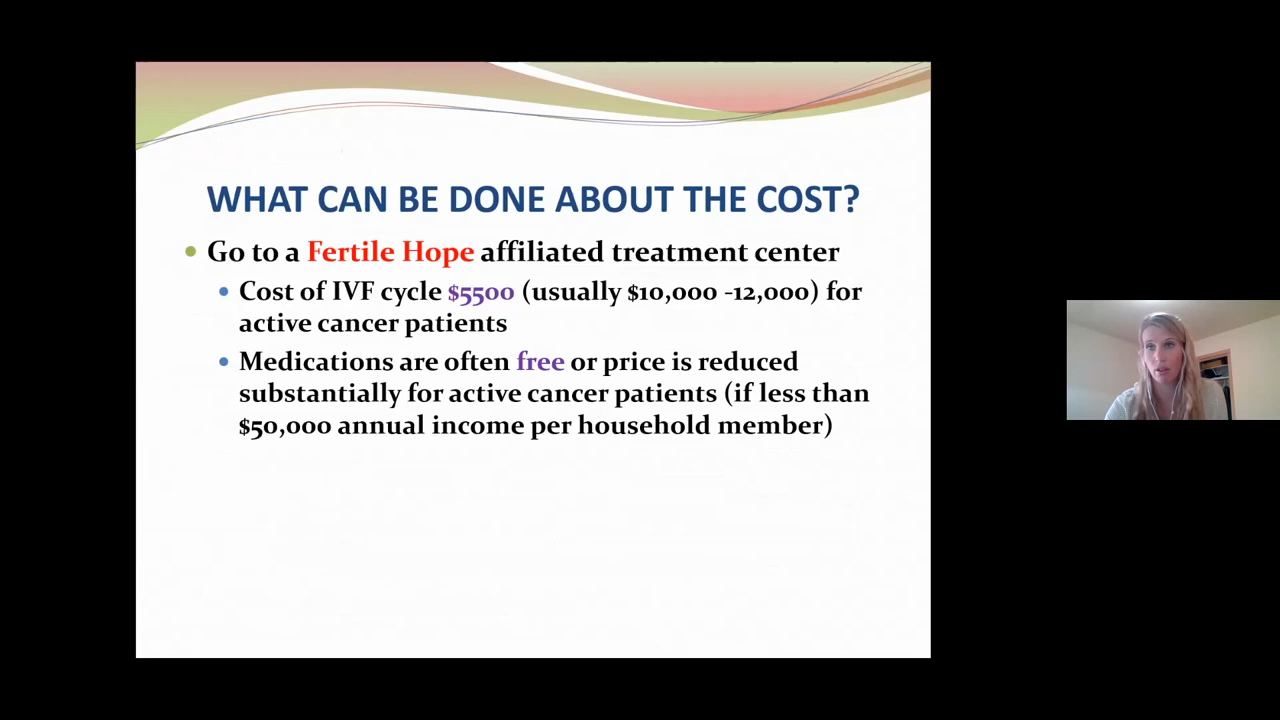 WHAT CAN BE DONE ABOUT THE COST?
Go to a Fertile Hope affiliated treatment center
Cost of IVF cycle $5500 (usually $10,000 -12,000) for
active cancer patients
Medications are often free or price is reduced
substantially for active cancer patients (if less than
$50,000 annual income per household member)